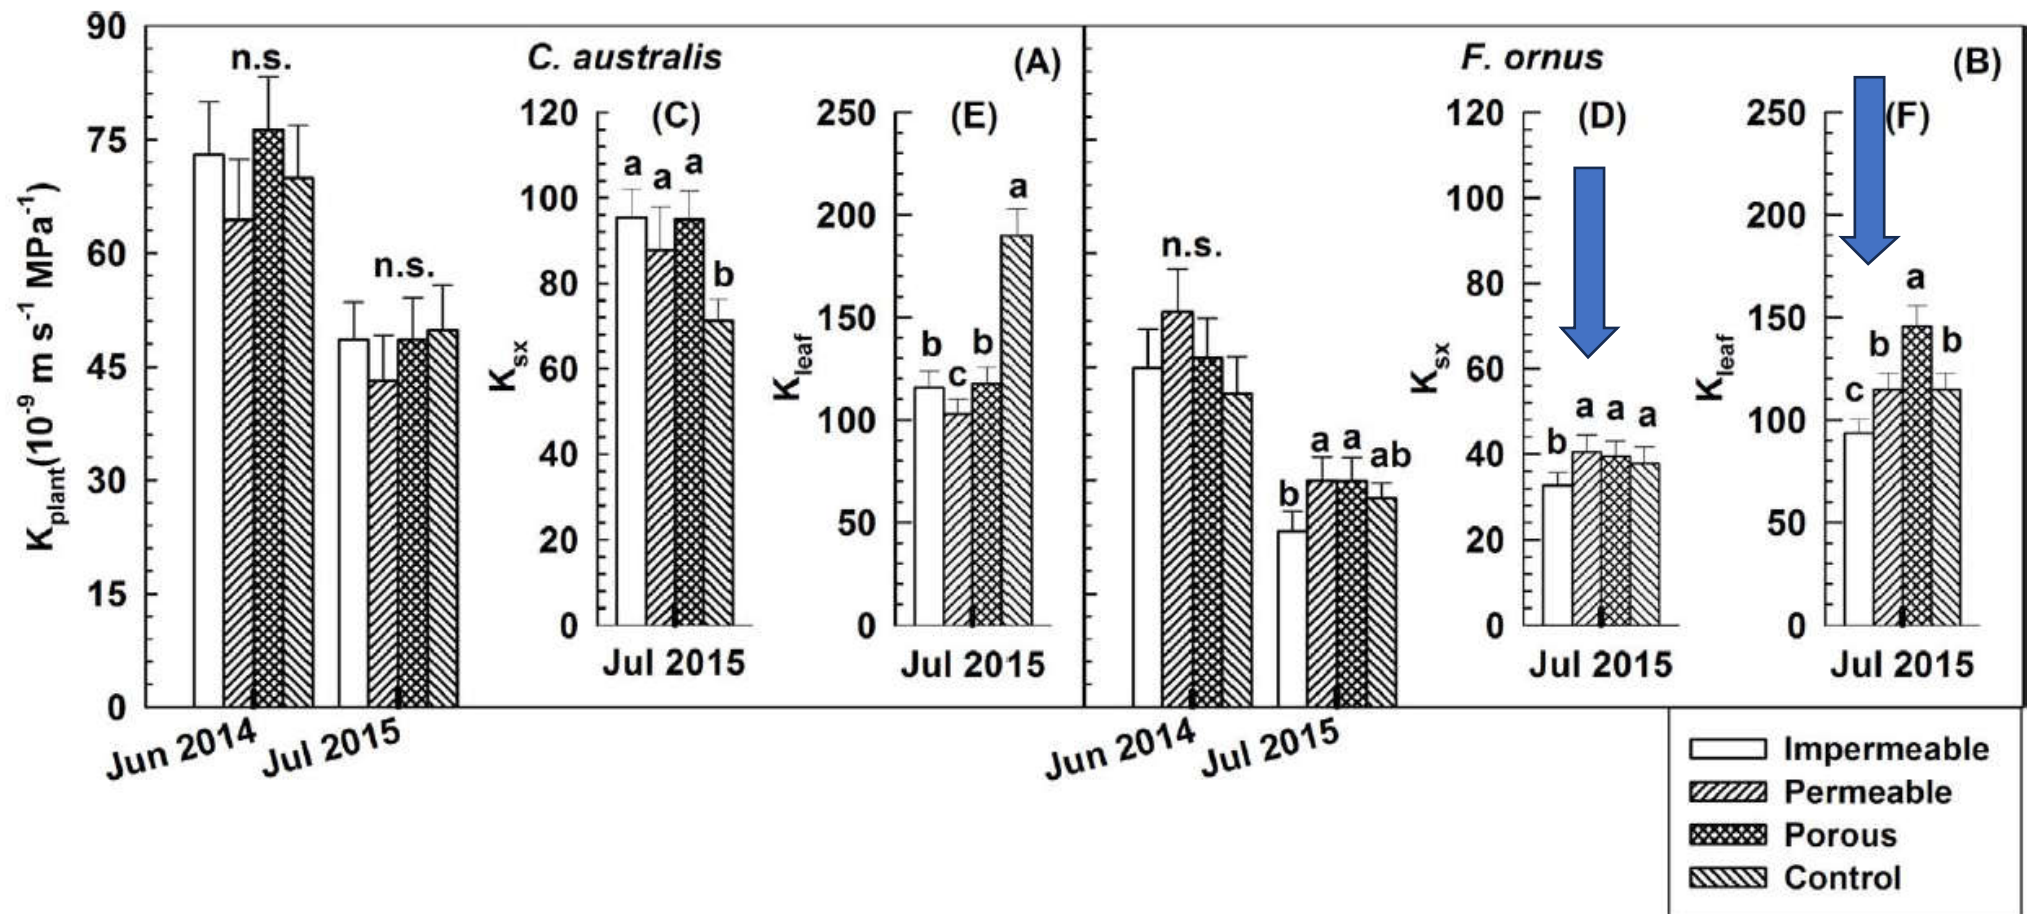 C. australis
(A)
K_plant(10^-9 m s^-1 MPa^-1)
90
75
60
45
30
15
0
n.s.
n.s.
Jun 2014
Jul 2015
(C)
K_sx
120
100
80
60
40
20
0
a
a
a
b
Jul 2015
(E)
K_leaf
250
200
150
100
50
0
b
c
b
a
Jul 2015
F. ornus
(B)
n.s.
b
a
a
ab
Jun 2014
Jul 2015
(D)
K_sx
120
100
80
60
40
20
0
b
a
a
a
Jul 2015
(F)
K_leaf
250
200
150
100
50
0
c
b
a
b
Jul 2015
Impermeable
Permeable
Porous
Control